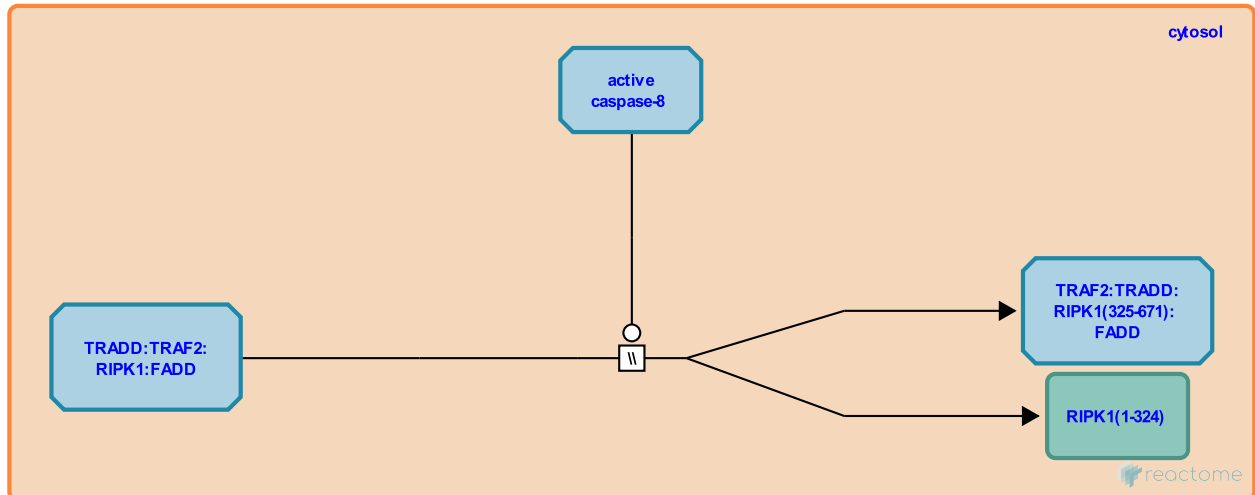 cytosol
active
caspase-8
TRADD:TRAF2:
RIPK1:FADD
\\
TRAF2:TRADD:
RIPK1(325-671):
FADD
RIPK1(1-324)
reactome